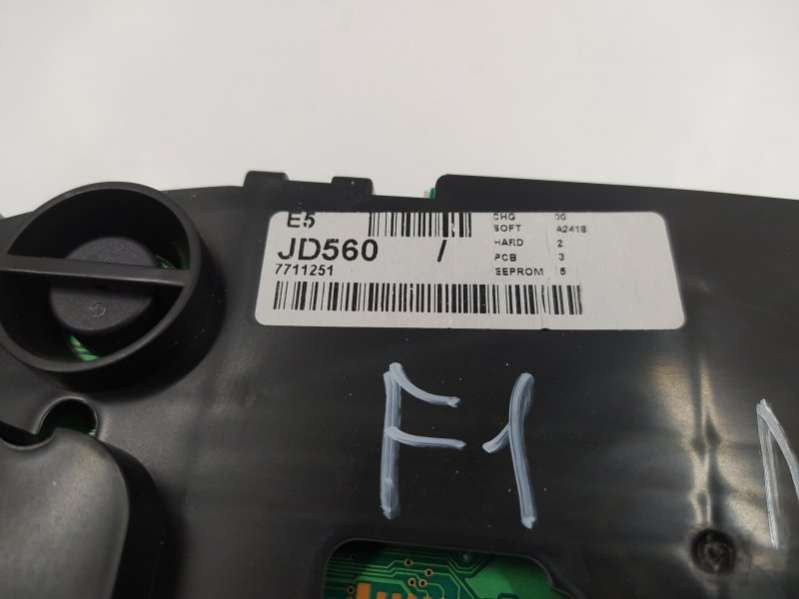 E5
CHG 00
SOFT A2418
JD560 /
HARD 2
7711251
PCB 3
EEPROM 5
F1